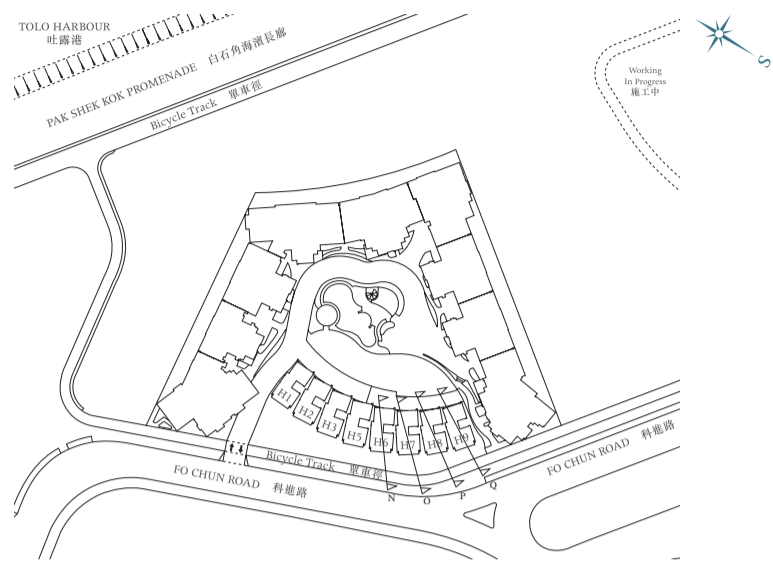 TOLO HARBOUR
吐露港
PAK SHEK KOK PROMENADE 白石角海濱長廊
Bicycle Track 單車徑
Working
In Progress
施工中
S
H1
H2
H3
H5
H6
H7
H8
H9
Bicycle Track 單車徑
FO CHUN ROAD 科進路
FO CHUN ROAD 科進路
N
O
P
Q